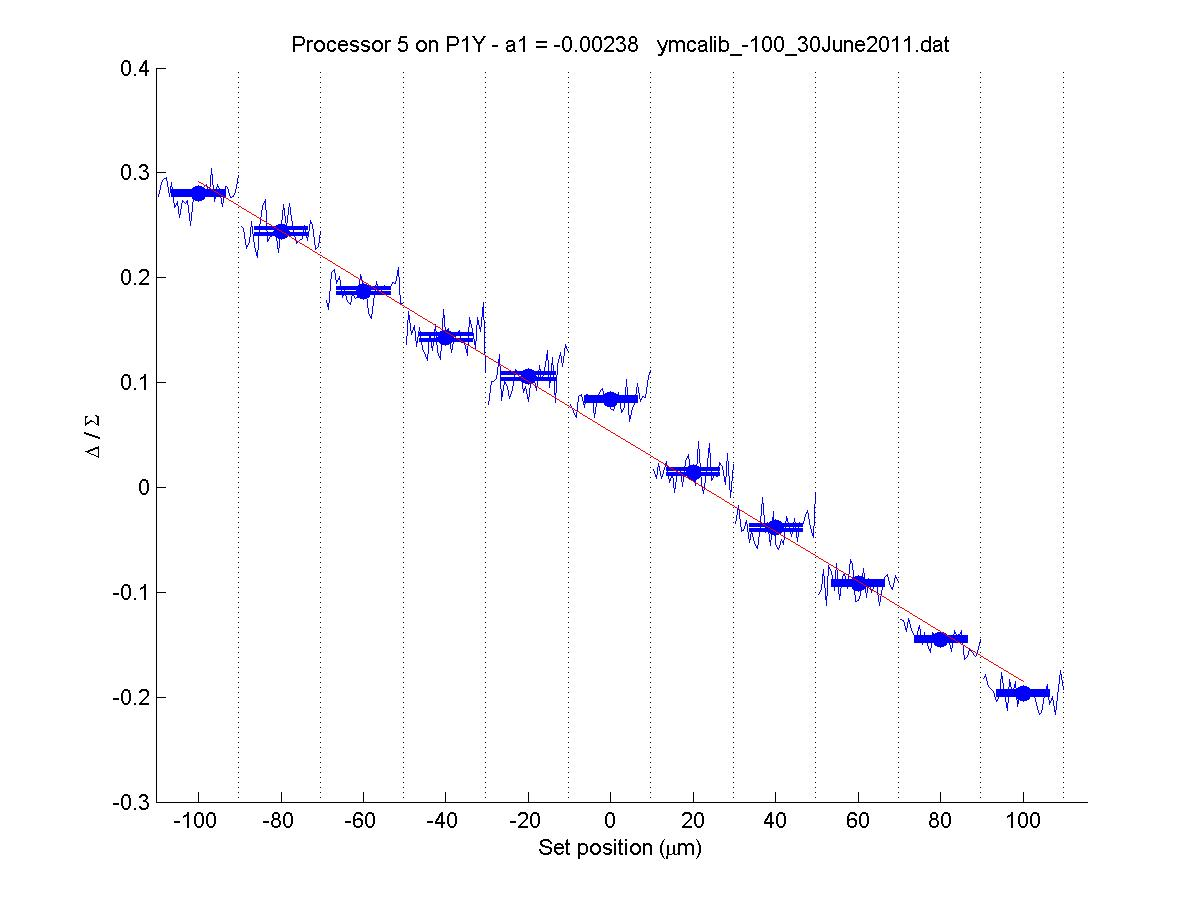 Processor 5 on P1Y - a1 = -0.00238   ymcalib_-100_30June2011.dat
0.4
0.3
0.2
0.1
0
-0.1
-0.2
-0.3
Δ / Σ
-100 -80 -60 -40 -20 0 20 40 60 80 100
Set position (μm)